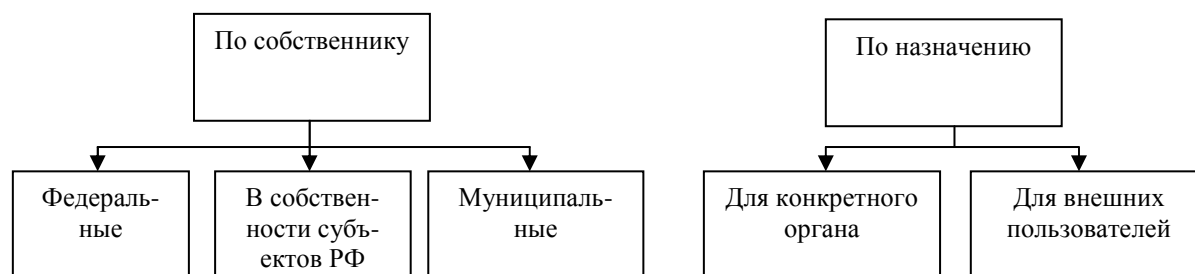 По собственнику
По назначению
Федераль-
ные
В собствен-
ности субъ-
ектов РФ
Муниципаль-
ные
Для конкретного
органа
Для внешних
пользователей